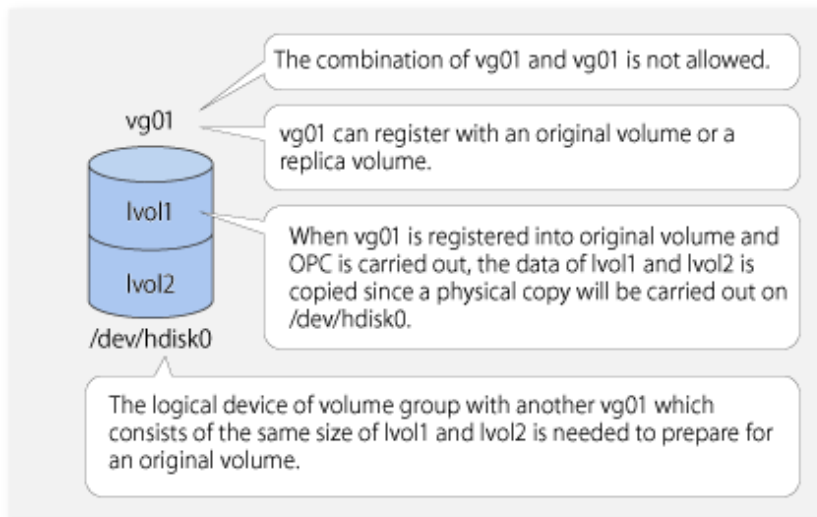 The combination of vg01 and vg01 is not allowed.
vg01
vg01 can register with an original volume or a
replica volume.
lvol1
When vg01 is registered into original volume and
OPC is carried out, the data of lvol1 and lvol2 is
copied since a physical copy will be carried out on
/dev/hdisk0.
lvol2
/dev/hdisk0
The logical device of volume group with another vg01 which
consists of the same size of lvol1 and lvol2 is needed to prepare for
an original volume.